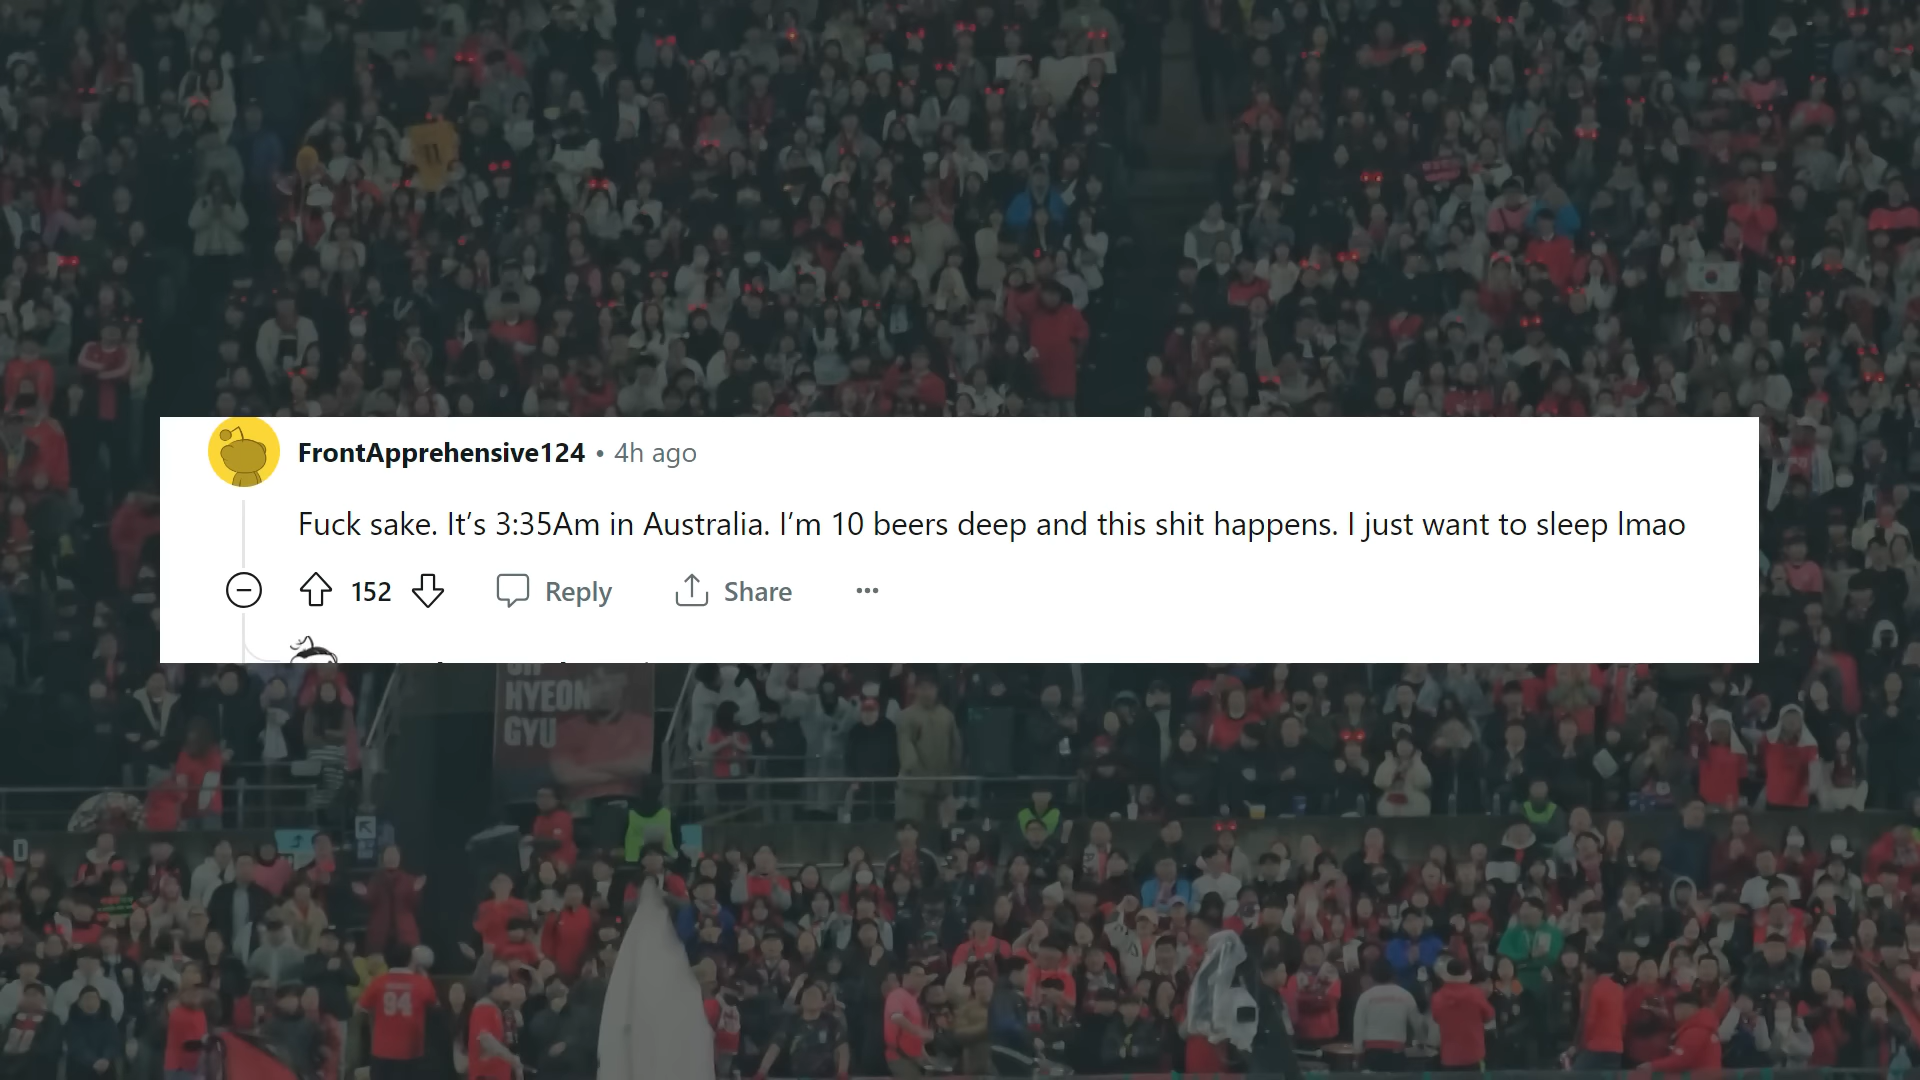 FrontApprehensive124 • 4h ago
Fuck sake. It’s 3:35Am in Australia. I’m 10 beers deep and this shit happens. I just want to sleep lmao
152 Reply Share ...
HYEON
GYU
D
94